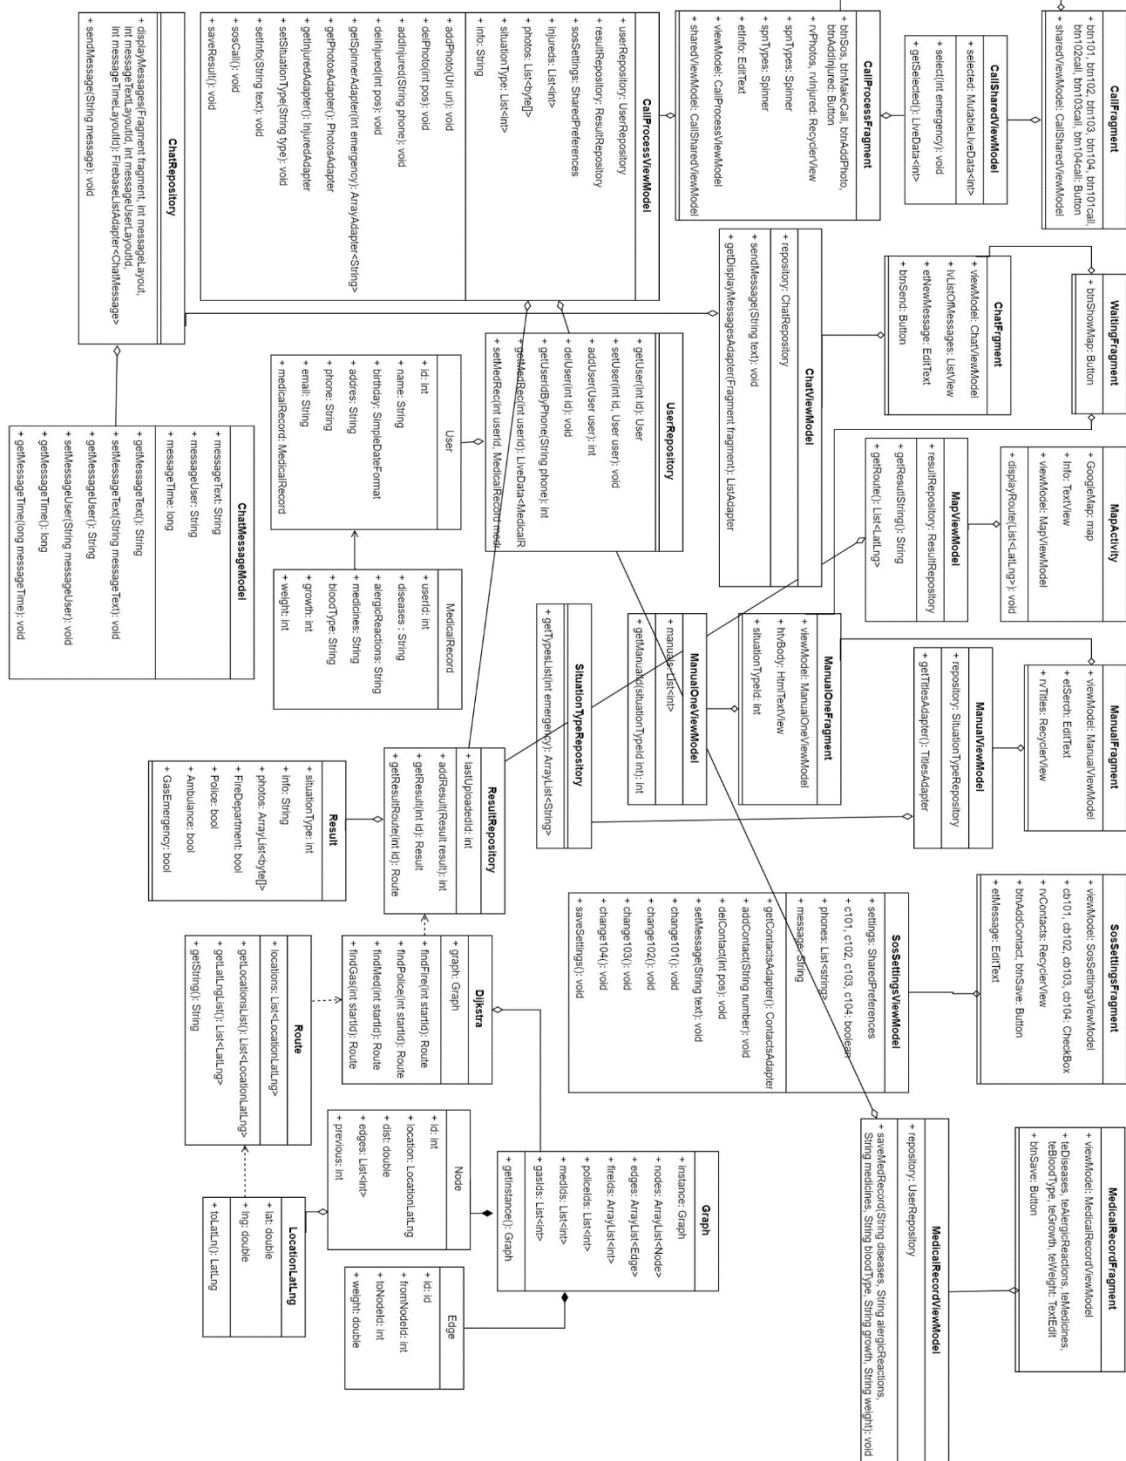 CallFragment
+ btn101, btn102, btn103, btn104, btn101call,
btn102call, btn103call, btn104call: Button
+ sharedViewModel: CallSharedViewModel
CallSharedViewModel
+ selected: MutableLiveData<int>
+ select(int emergency): void
+ getSelected(): LiveData<int>
CallProcessFragment
+ btnSos, btnMakeCall, btnAddPhoto,
btnAddInjured: Button
+ rvPhotos, rvInjured: RecyclerView
+ spnTypes: Spinner
+ spnTypes: Spinner
+ etInfo: EditText
+ viewModel: CallProcessViewModel
+ sharedViewModel: CallSharedViewModel
CallProcessViewModel
+ userRepository: UserRepository
+ resultRepository: ResultRepository
+ sosSettings: SharedPreferences
+ injureds: List<int>
+ photos: List<byte[]>
+ situationType: List<int>
+ info: String
+ addPhoto(Uri uri): void
+ delPhoto(int pos): void
+ addInjured(String phone): void
+ delInjured(int pos): void
+ getSpinnerAdapter(int emergency): ArrayAdapter<String>
+ getPhotosAdapter(): PhotosAdapter
+ getInjuredAdapter(): InjuredAdapter
+ setSituationType(String type): void
+ setInfo(String text): void
+ sosCall(): void
+ saveResult(): void
ChatRepository
+ displayMessages(Fragment fragment, int messageLayout,
int messageTextLayoutId, int messageUserLayoutId,
int messageTimeLayoutId): FirebaseListAdapter<ChatMessage>
+ sendMessage(String message): void
WaitingFragment
+ btnShowMap: Button
ChatFrgment
+ viewModel: ChatViewModel
+ lvListOfMessages: ListView
+ etNewMessage: EditText
+ btnSend: Button
ChatViewModel
+ repository: ChatRepository
+ sendMessage(String text): void
+ getDisplayMessagesAdapter(Fragment fragment): ListAdapter
UserRepository
+ getUser(int id): User
+ setUser(int id, User user): void
+ addUser(User user): int
+ delUser(int id): void
+ getUserIdByPhone(String phone): int
+ getMedRec(int userId): LiveData<MedicalR
+ setMedRec(int userId, MedicalRecord medr
User
+ id: int
+ name: String
+ birthday: SimpleDateFormat
+ addres: String
+ phone: String
+ email: String
+ medicalRecord: MedicalRecord
MedicalRecord
+ userId: int
+ diseases : String
+ alergicReactions: String
+ medicines: String
+ bloodType: String
+ growth: int
+ weight: int
ChatMessageModel
+ messageText: String
+ messageUser: String
+ messageTime: long
+ getMessageText(): String
+ setMessageText(String messageText): void
+ getMessageUser(): String
+ setMessageUser(String messageUser): void
+ getMessageTime(): long
+ getMessageTime(long messageTime): void
MapActivity
+ GoogleMap: map
+ Info: TextView
+ viewModel: MapViewModel
+ displayRoute(List<LatLng>): void
MapViewModel
+ resultRepository: ResultRepository
+ getResultString(): String
+ getRoute(): List<LatLng>
ManualFragment
+ viewModel: ManualViewModel
+ etSerch: EditText
+ rvTitles: RecyclerView
ManualViewModel
+ repository: SituationTypeRepository
+ getTitlesAdapter(): TitlesAdapter
ManualOneFragment
+ viewModel: ManualOneViewModel
+ htvBody: HtmlTextView
+ situationTypeId: int
ManualOneViewModel
+ manuals: List<int>
+ getManualId(situationTypeId int): int
SituationTypeRepository
+ getTypesList(int emergency): ArrayList<String>
ResultRepository
+ lastUploadedId: int
+ addResult(Result result): int
+ getResult(int id): Result
+ getResultRoute(int id): Route
Result
+ situationType: int
+ info: String
+ photos: ArrayList<byte[]>
+ FireDepartment: bool
+ Police: bool
+ Ambulance: bool
+ GasEmergency: bool
SosSettingsFragment
+ viewModel: SosSettingsViewModel
+ cb101, cb102, cb103, cb104: CheckBox
+ rvContacts: RecyclerView
+ btnAddContact, btnSave: Button
+ etMessage: EditText
SosSettingsViewModel
+ settings: SharedPreferences
+ c101, c102, c103, c104: boolean
+ phones: List<string>
+ message: String
+ getContactsAdapter(): ContactsAdapter
+ addContact(String number): void
+ delContact(int pos): void
+ setMessage(String text): void
+ change101(): void
+ change102(): void
+ change103(): void
+ change104(): void
+ saveSettings(): void
Dijkstra
+ graph: Graph
+ findFire(int startId): Route
+ findPolice(int startId): Route
+ findMed(int startId): Route
+ findGas(int startId): Route
Route
+ locations: List<LocationLatLng>
+ getLocationsList(): List<LocationLatLng>
+ getLatLngList(): List<LatLng>
+ getString(): String
MedicalRecordFragment
+ viewModel: MedicalRecordViewModel
+ teDiseases, teAlergicReactions, teMedicines,
teBloodType, teGrowth, teWeight: TextEdit
+ btnSave: Button
MedicalRecordViewModel
+ repository: UserRepository
+ saveMedRecord(String diseases, String alergicReactions,
String medicines, String bloodType, String growth, String weight): void
Graph
+ instance: Graph
+ nodes: ArrayList<Node>
+ edges: ArrayList<Edge>
+ fireIds: ArrayList<int>
+ policeIds: List<int>
+ medIds: List<int>
+ gasIds: List<int>
+ getInstance(): Graph
Node
+ id: int
+ location: LocationLatLng
+ dist: double
+ edges: List<int>
+ previous: int
Edge
+ id: id
+ fromNodeId: int
+ toNodeId: int
+ weight: double
LocationLatLng
+ lat: double
+ lng: double
+ toLatLn(): LatLng